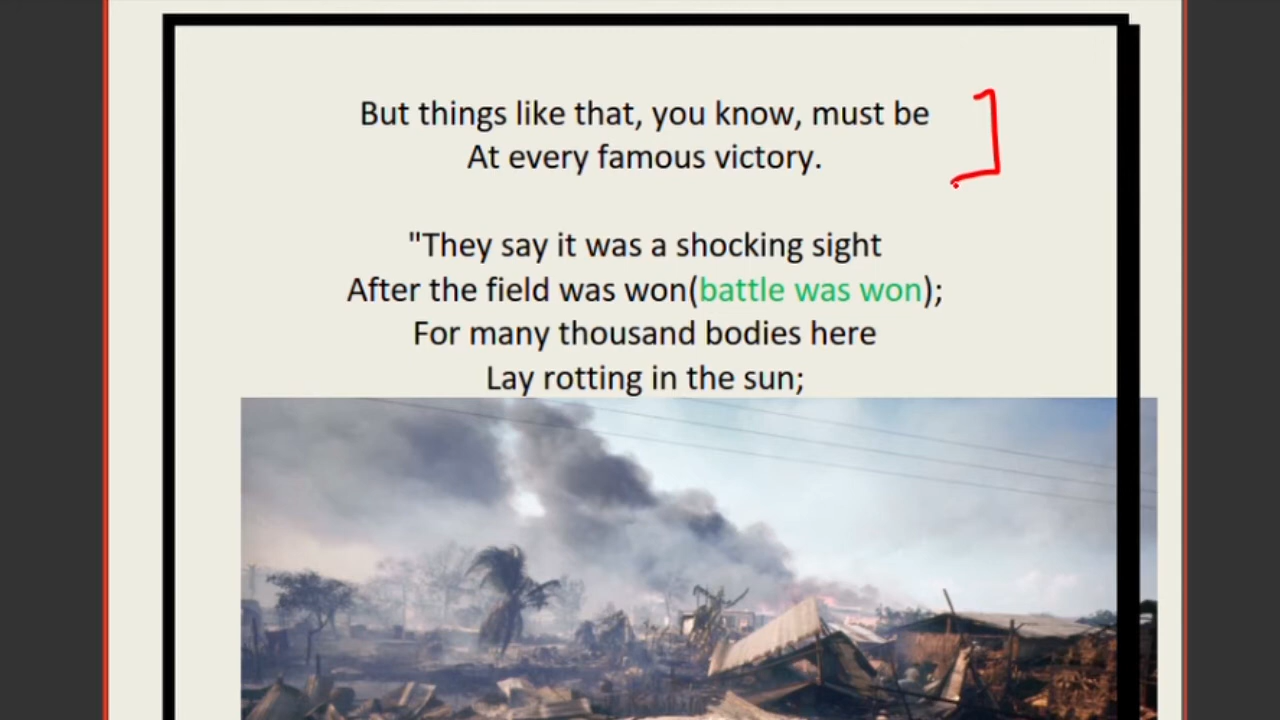 But things like that, you know, must be
At every famous victory.
"They say it was a shocking sight
After the field was won(battle was won);
For many thousand bodies here
Lay rotting in the sun;